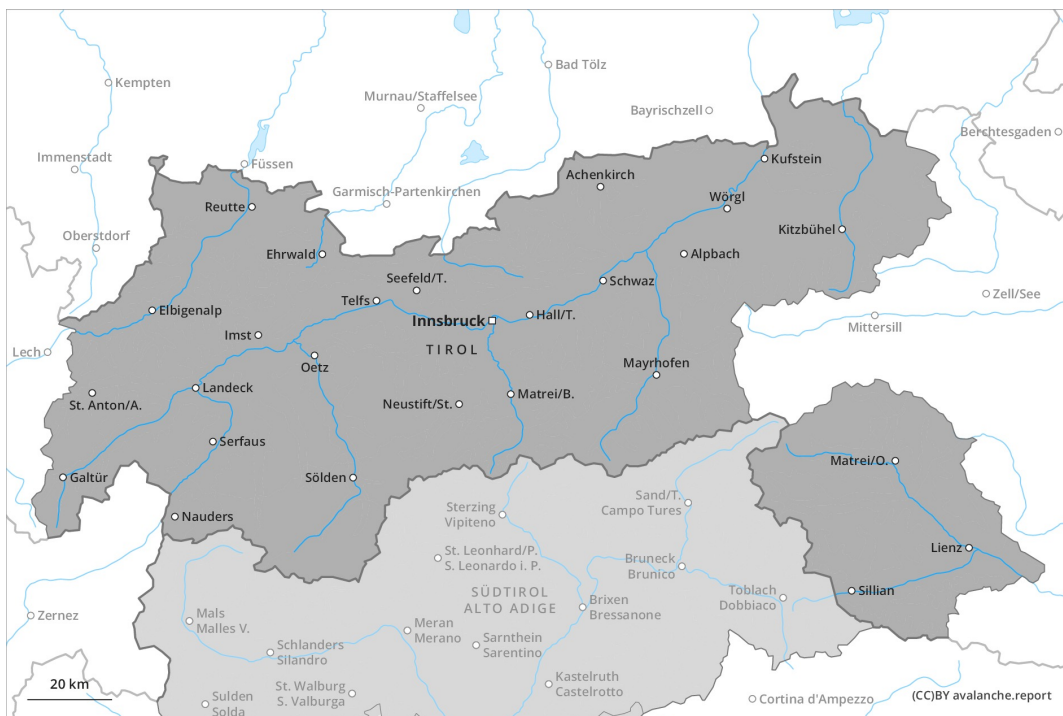 Kempten
Bad Tölz
Murnau/Staffelsee
Bayrischzell
Berchtesgaden
Immenstadt
Füssen
Kufstein
Achenkirch
Garmisch-Partenkirchen
Reutte
Wörgl
Kitzbühel
Oberstdorf
Ehrwald
Alpbach
Seefeld/T.
Schwaz
Zell/See
Telfs
Elbigenalp
Innsbruck
Hall/T.
Mittersill
Imst
TIROL
Lech
Oetz
Mayrhofen
Landeck
St. Anton/A.
Neustift/St.
Matrei/B.
Serfaus
Matrei/O.
Galtür
Sölden
Sand/T.
Campo Tures
Sterzing
Vipiteno
Nauders
Lienz
St. Leonhard/P.
S. Leonardo i. P.
Bruneck
Brunico
SÜDTIROL
ALTO ADIGE
Toblach
Dobbiaco
Sillian
Brixen
Bressanone
Zernez
Mals
Malles V.
Meran
Merano
Sarnthein
Sarentino
Schlanders
Silandro
Kastelruth
Castelrotto
20 km
St. Walburg
S. Valburga
Sulden
Solda
Cortina d'Ampezzo
(CC)BY avalanche.report